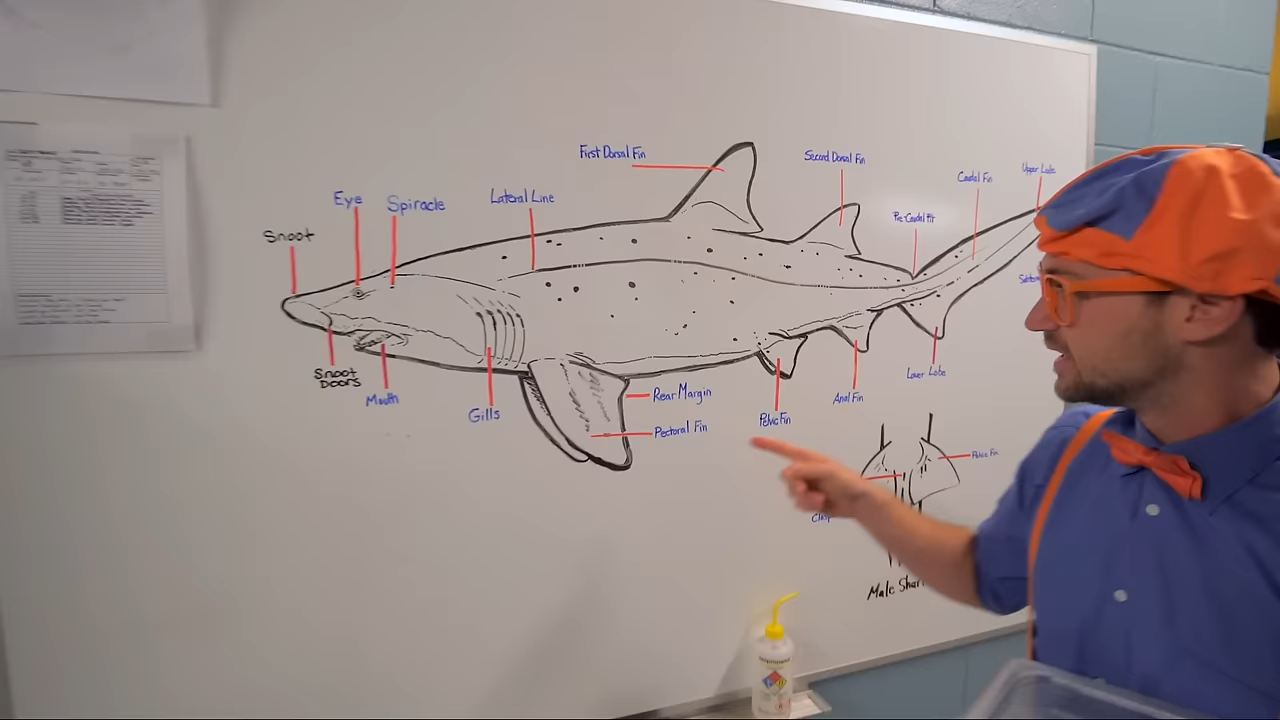 First Dorsal Fin
Second Dorsal Fin
Caudal Fin
Upper Lobe
Eye
Spiracle
Lateral Line
Pre-Caudal Pit
Snoot
Snoot
Doors
Mouth
Gills
Rear Margin
Pectoral Fin
Pelvic Fin
Anal Fin
Lower Lobe
Pelvic Fin
Male